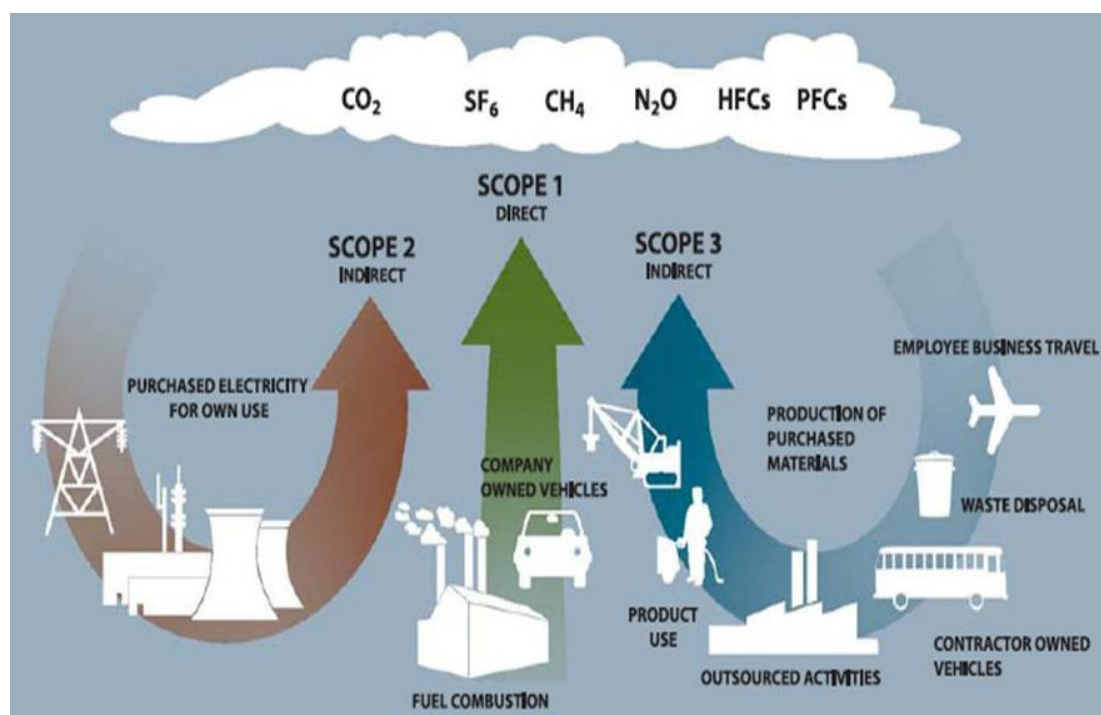 CO₂ SF₆ CH₄ N₂O HFCs PFCs
SCOPE 1
DIRECT
SCOPE 2
INDIRECT
SCOPE 3
INDIRECT
PURCHASED ELECTRICITY
FOR OWN USE
COMPANY
OWNED VEHICLES
FUEL COMBUSTION
EMPLOYEE BUSINESS TRAVEL
PRODUCTION OF
PURCHASED
MATERIALS
WASTE DISPOSAL
PRODUCT
USE
OUTSOURCED ACTIVITIES
CONTRACTOR OWNED
VEHICLES